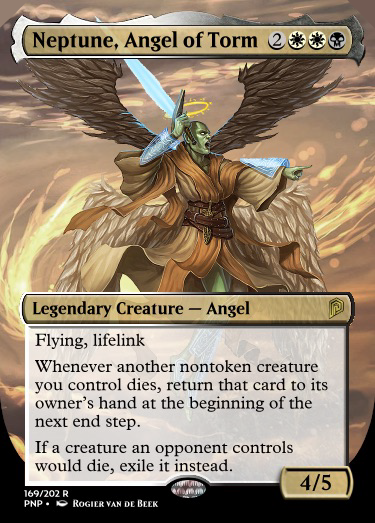 Neptune, Angel of Torm 2
Legendary Creature — Angel
Flying, lifelink
Whenever another nontoken creature
you control dies, return that card to its
owner's hand at the beginning of the
next end step.
If a creature an opponent controls
would die, exile it instead.
4/5
169/202 R
PNP • Rogier van de Beek